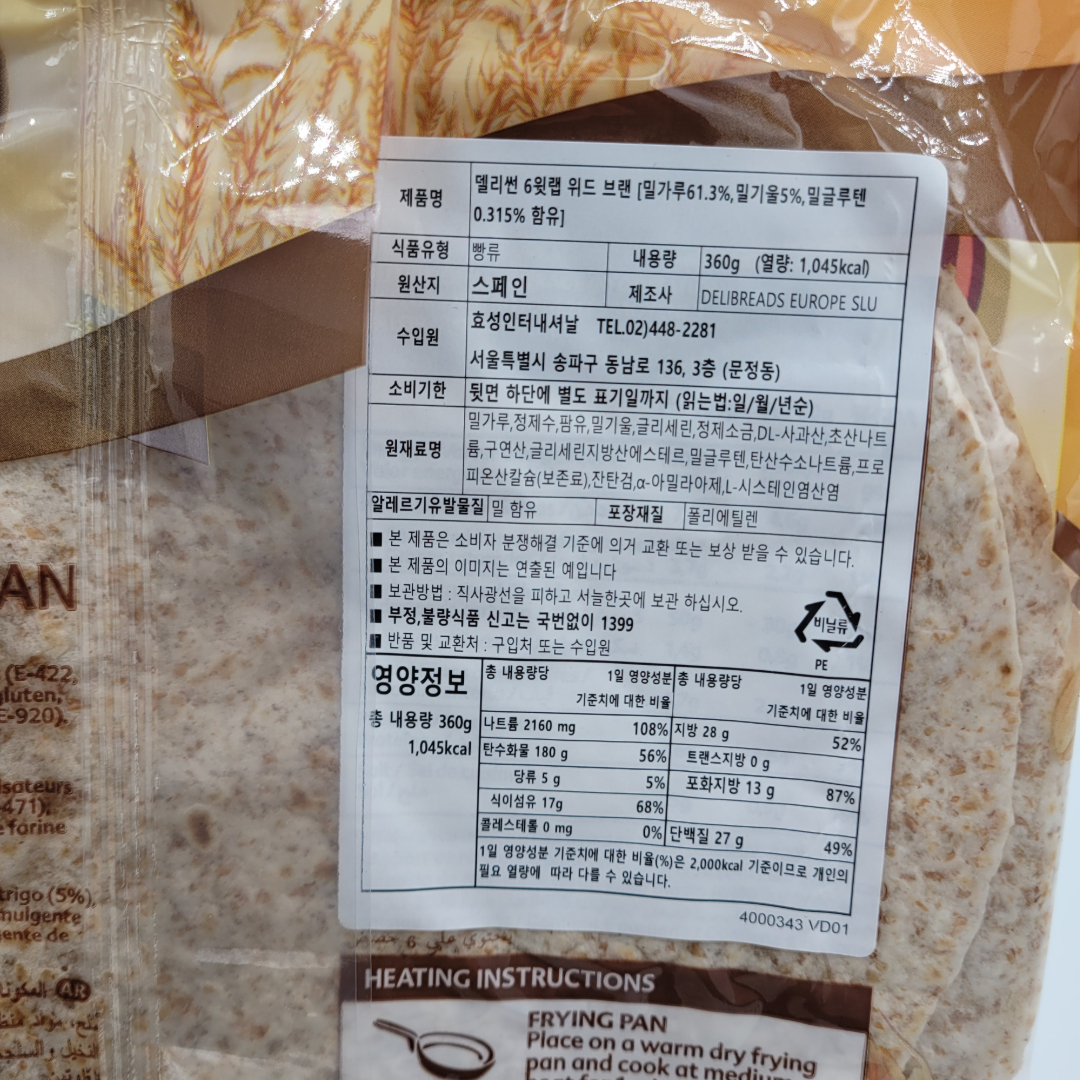 제품명
델리썬 6윗랩 위드 브랜 [밀가루61.3%,밀기울5%,밀글루텐
0.315% 함유]
식품유형 빵류 내용량 360g (열량: 1,045kcal)
원산지 스페인 제조사 DELIBREADS EUROPE SLU
수입원
효성인터내셔날 TEL.02)448-2281
서울특별시 송파구 동남로 136, 3층 (문정동)
소비기한 뒷면 하단에 별도 표기일까지 (읽는법:일/월/년순)
원재료명
밀가루,정제수,팜유,밀기울,글리세린,정제소금,DL-사과산,초산나트
륨,구연산,글리세린지방산에스테르,밀글루텐,탄산수소나트륨,프로
피온산칼슘(보존료),잔탄검,α-아밀라아제,L-시스테인염산염
알레르기유발물질 밀 함유 포장재질 폴리에틸렌
■ 본 제품은 소비자 분쟁해결 기준에 의거 교환 또는 보상 받을 수 있습니다.
■ 본 제품의 이미지는 연출된 예입니다
■ 보관방법 : 직사광선을 피하고 서늘한곳에 보관 하십시오.
■ 부정,불량식품 신고는 국번없이 1399
■ 반품 및 교환처 : 구입처 또는 수입원
비닐류
PE
영양정보
총 내용량 360g
1,045kcal
총 내용량당 1일 영양성분
기준치에 대한 비율
총 내용량당 1일 영양성분
기준치에 대한 비율
나트륨 2160 mg 108%
지방 28 g 52%
탄수화물 180 g 56%
트랜스지방 0 g
당류 5 g 5%
포화지방 13 g 87%
식이섬유 17g 68%
콜레스테롤 0 mg 0%
단백질 27 g 49%
1일 영양성분 기준치에 대한 비율(%)은 2,000kcal 기준이므로 개인의
필요 열량에 따라 다를 수 있습니다.
4000343 VD01
AN
(E-422,
gluten,
E-920).
isateurs
471),
farine
trigo (5%),
mulgente
ente de
AR
HEATING INSTRUCTIONS
FRYING PAN
Place on a warm dry frying
pan and cook at medium